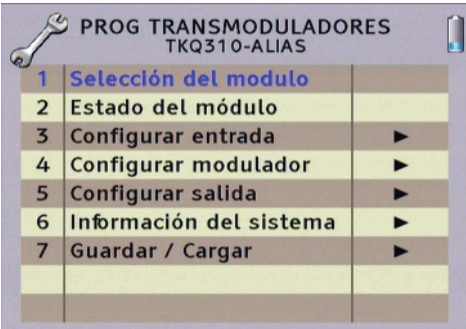 PROG TRANSMODULADORES
TKQ310-ALIAS
1 Selección del modulo
2 Estado del módulo
3 Configurar entrada ►
4 Configurar modulador ►
5 Configurar salida ►
6 Información del sistema ►
7 Guardar / Cargar ►